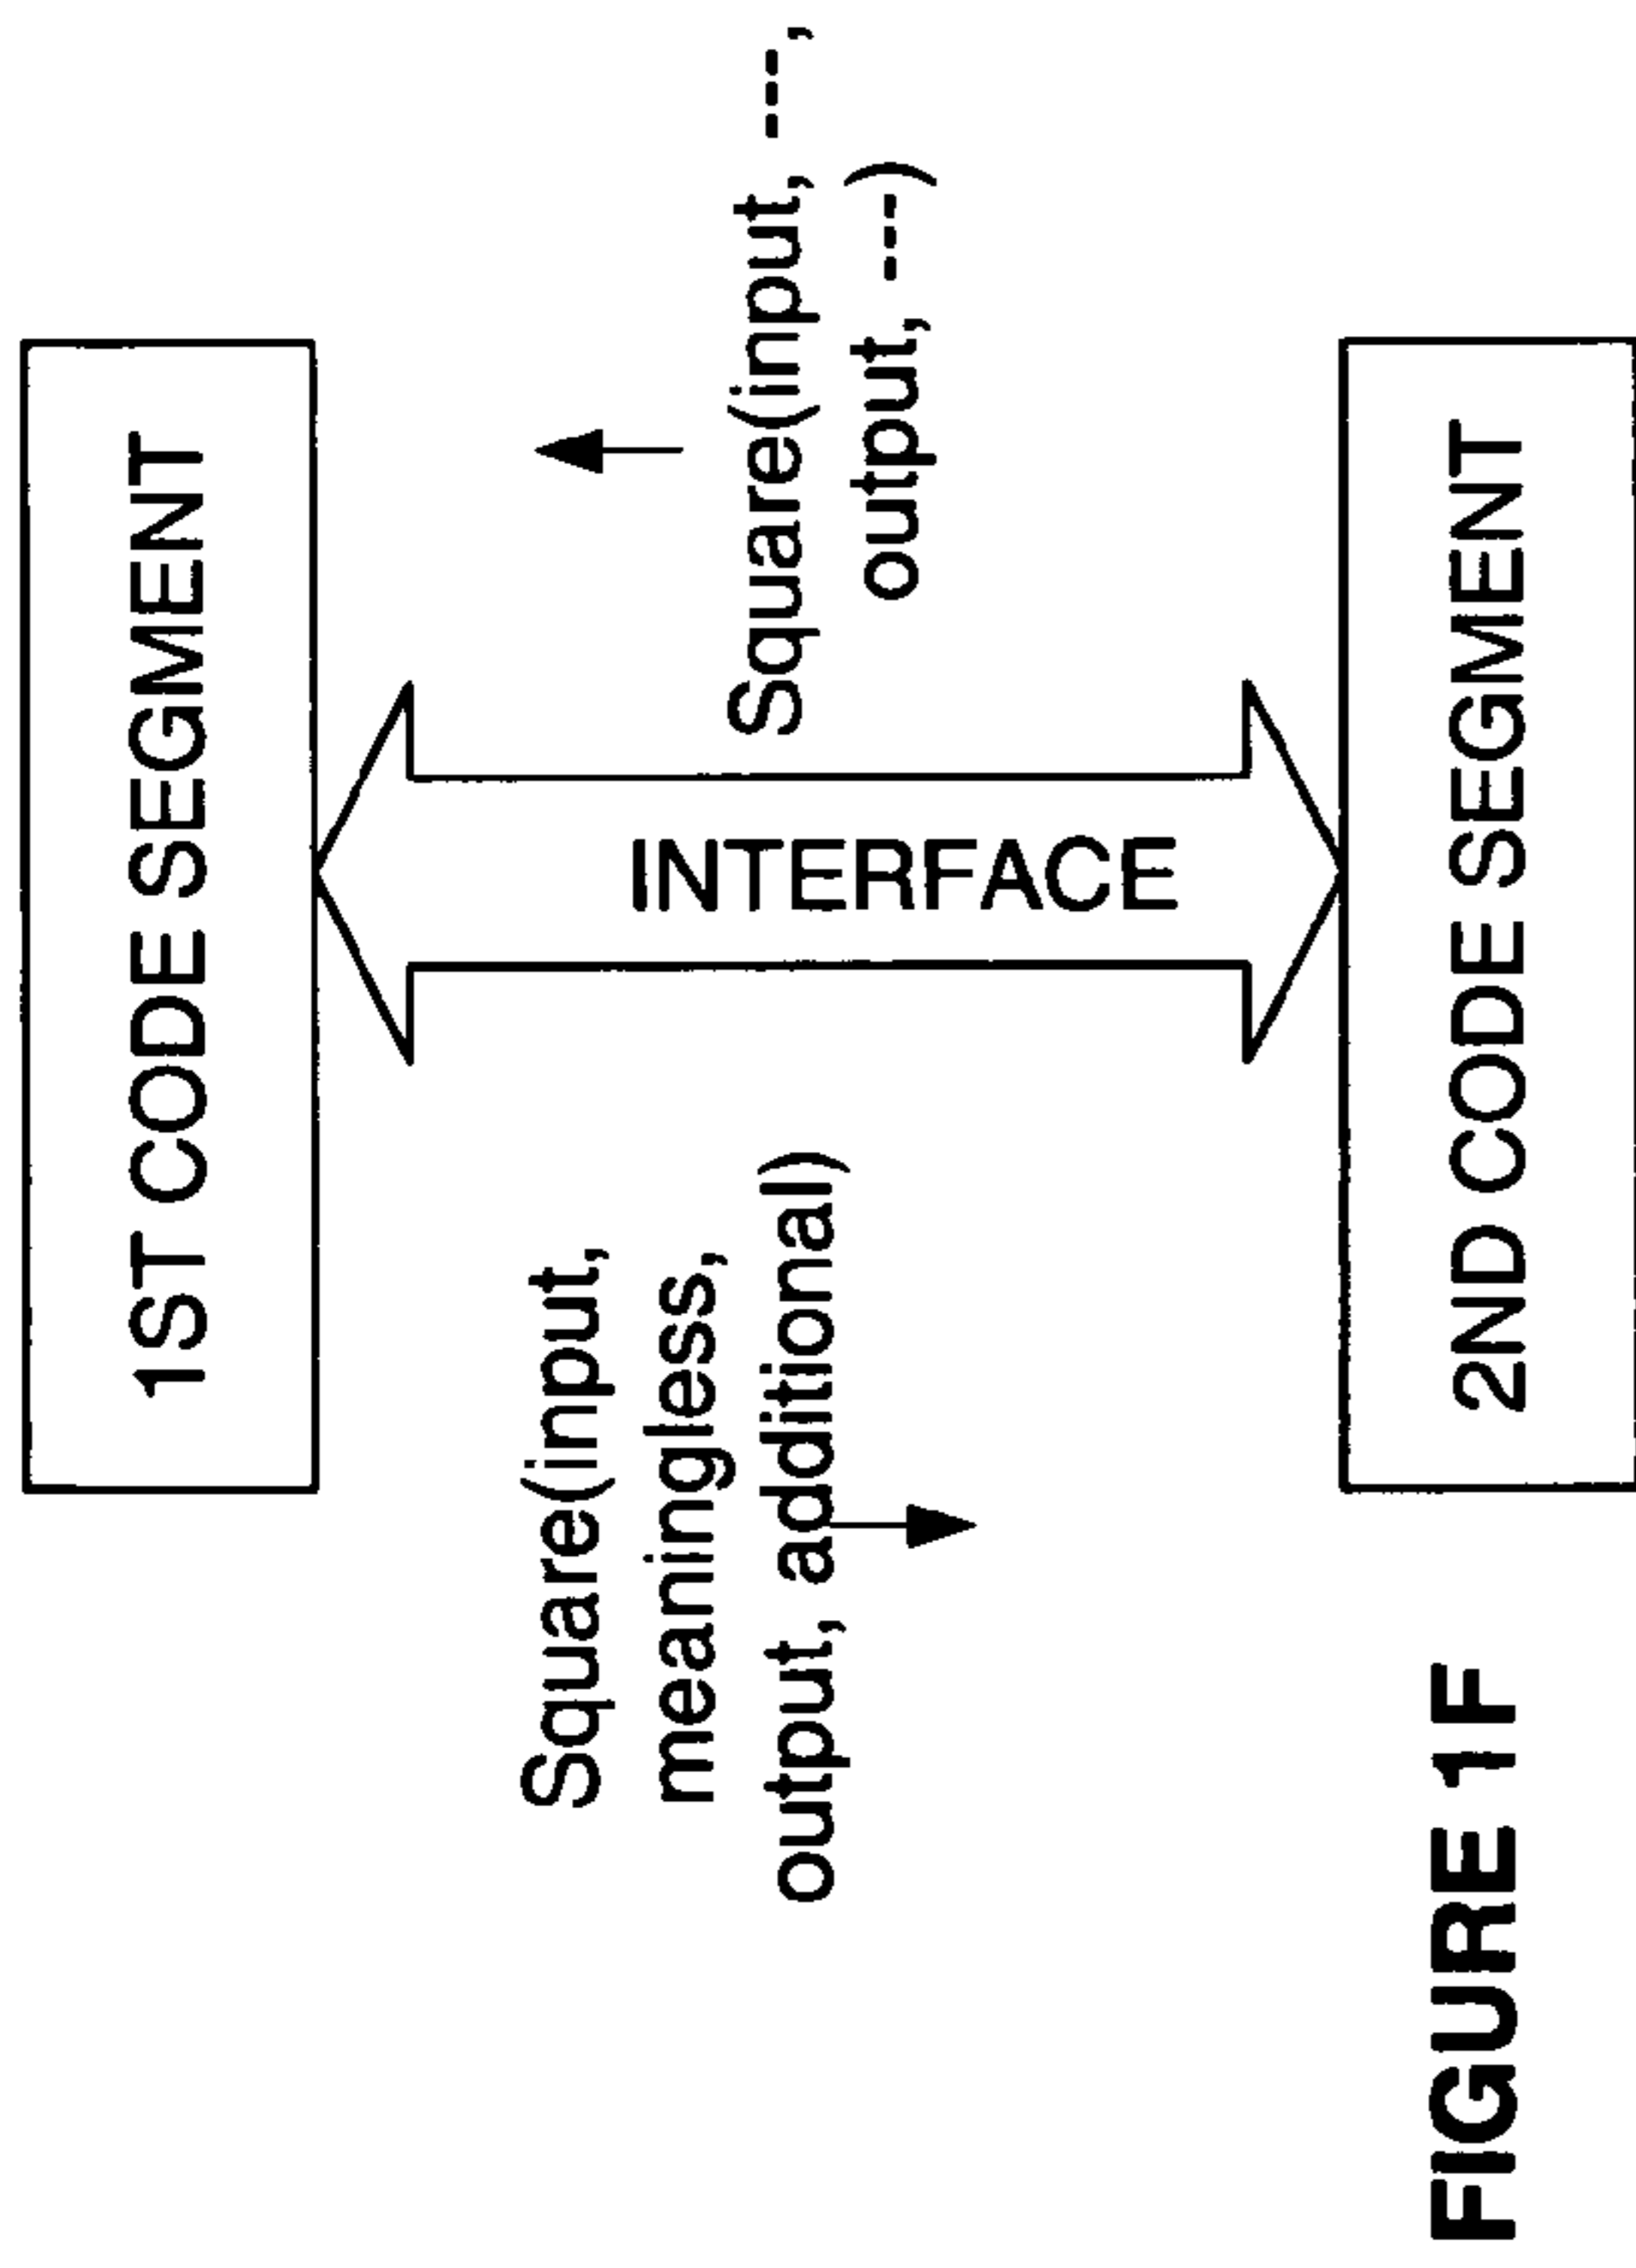 1ST CODE SEGMENT
Square(input,
meaningless,
output, additional)
INTERFACE
Square(input, ---,
output, ---)
2ND CODE SEGMENT
FIGURE 1F